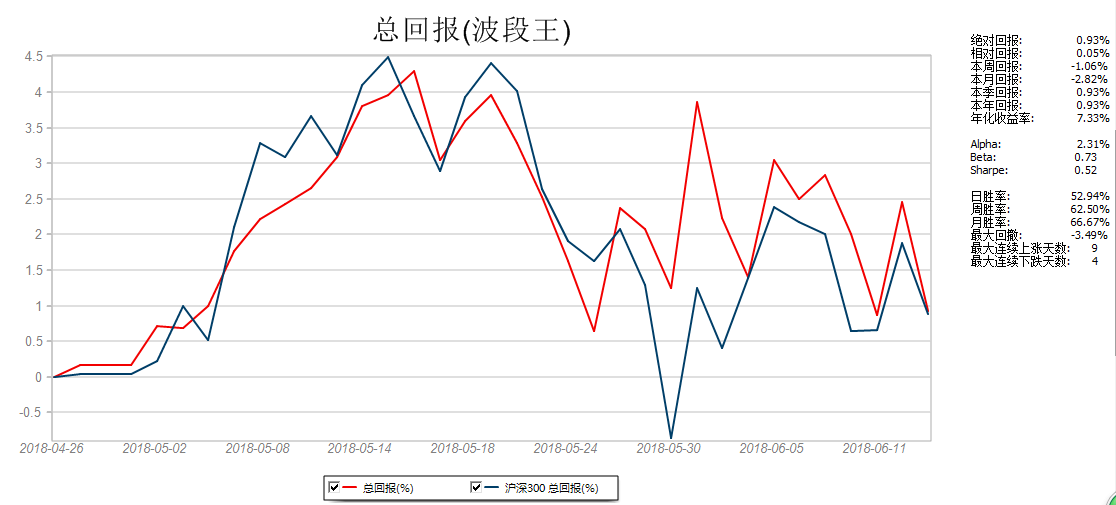 总回报(波段王)
4.5
4
3.5
3
2.5
2
1.5
1
0.5
0
-0.5
2018-04-26 2018-05-02 2018-05-08 2018-05-14 2018-05-18 2018-05-24 2018-05-30 2018-06-05 2018-06-11
总回报(%) 沪深300 总回报(%)
绝对回报: 0.93%
相对回报: 0.05%
本周回报: -1.06%
本月回报: -2.82%
本季回报: 0.93%
本年回报: 0.93%
年化收益率: 7.33%
Alpha: 2.31%
Beta: 0.73
Sharpe: 0.52
日胜率: 52.94%
周胜率: 62.50%
月胜率: 66.67%
最大回撤: -3.49%
最大连续上涨天数: 9
最大连续下跌天数: 4